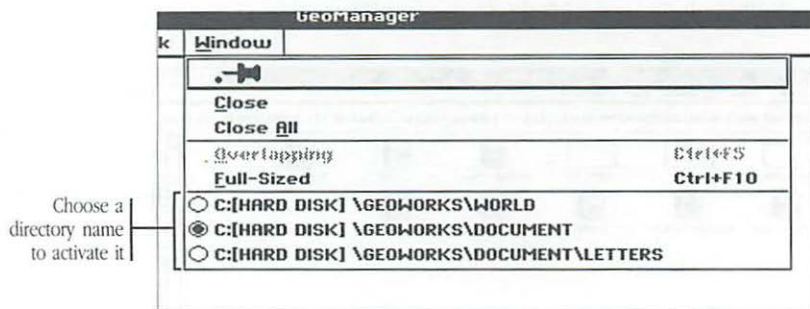 GeoManager
k Window
Close
Close All
Overlapping Ctrl+F5
Full-Sized Ctrl+F10
Choose a
directory name
to activate it
C:[HARD DISK] \GEOWORKS\WORLD
C:[HARD DISK] \GEOWORKS\DOCUMENT
C:[HARD DISK] \GEOWORKS\DOCUMENT\LETTERS